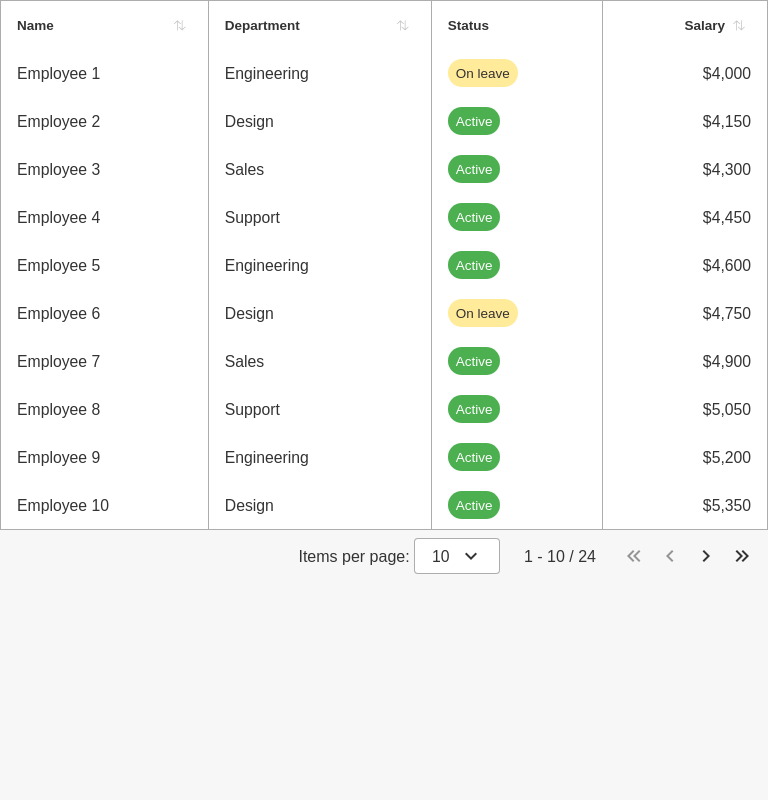 Name Department Status Salary
Employee 1 Engineering On leave $4,000
Employee 2 Design Active $4,150
Employee 3 Sales Active $4,300
Employee 4 Support Active $4,450
Employee 5 Engineering Active $4,600
Employee 6 Design On leave $4,750
Employee 7 Sales Active $4,900
Employee 8 Support Active $5,050
Employee 9 Engineering Active $5,200
Employee 10 Design Active $5,350
Items per page: 10 1 - 10 / 24